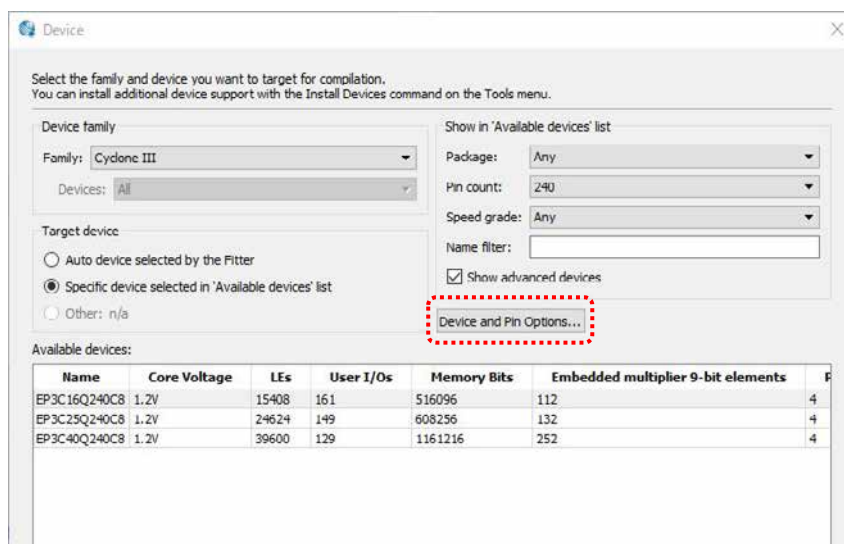 Device
Select the family and device you want to target for compilation.
You can install additional device support with the Install Devices command on the Tools menu.
Device family
Family: Cyclone III
Devices: All
Target device
Auto device selected by the Fitter
Specific device selected in 'Available devices' list
Other: n/a
Show in 'Available devices' list
Package: Any
Pin count: 240
Speed grade: Any
Name filter:
Show advanced devices
Device and Pin Options...
Available devices:
Name Core Voltage LEs User I/Os Memory Bits Embedded multiplier 9-bit elements
EP3C16Q240C8 1.2V 15408 161 516096 112 4
EP3C25Q240C8 1.2V 24624 149 608256 132 4
EP3C40Q240C8 1.2V 39600 129 1161216 252 4